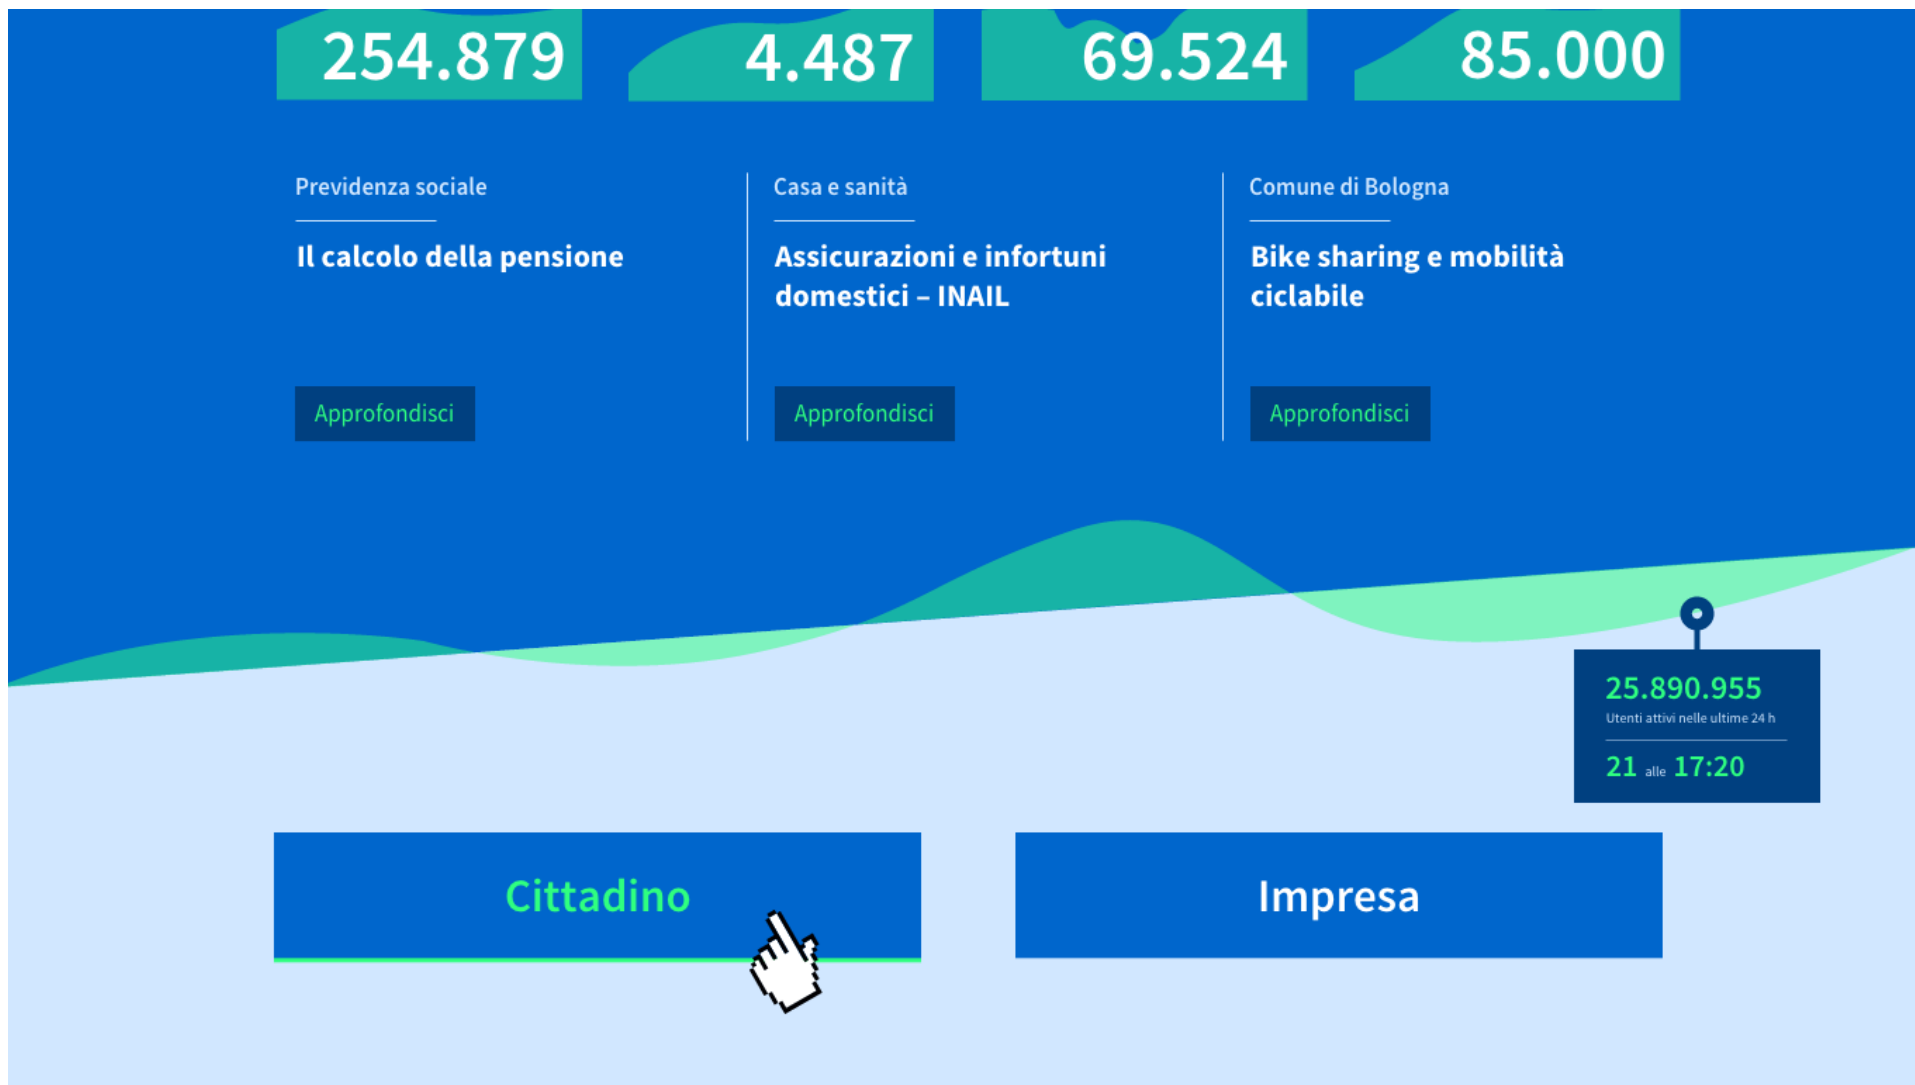 254.879
4.487
69.524
85.000
Previdenza sociale
Il calcolo della pensione
Approfondisci
Casa e sanità
Assicurazioni e infortuni
domestici – INAIL
Approfondisci
Comune di Bologna
Bike sharing e mobilità
ciclabile
Approfondisci
25.890.955
Utenti attivi nelle ultime 24 h
21 alle 17:20
Cittadino
Impresa